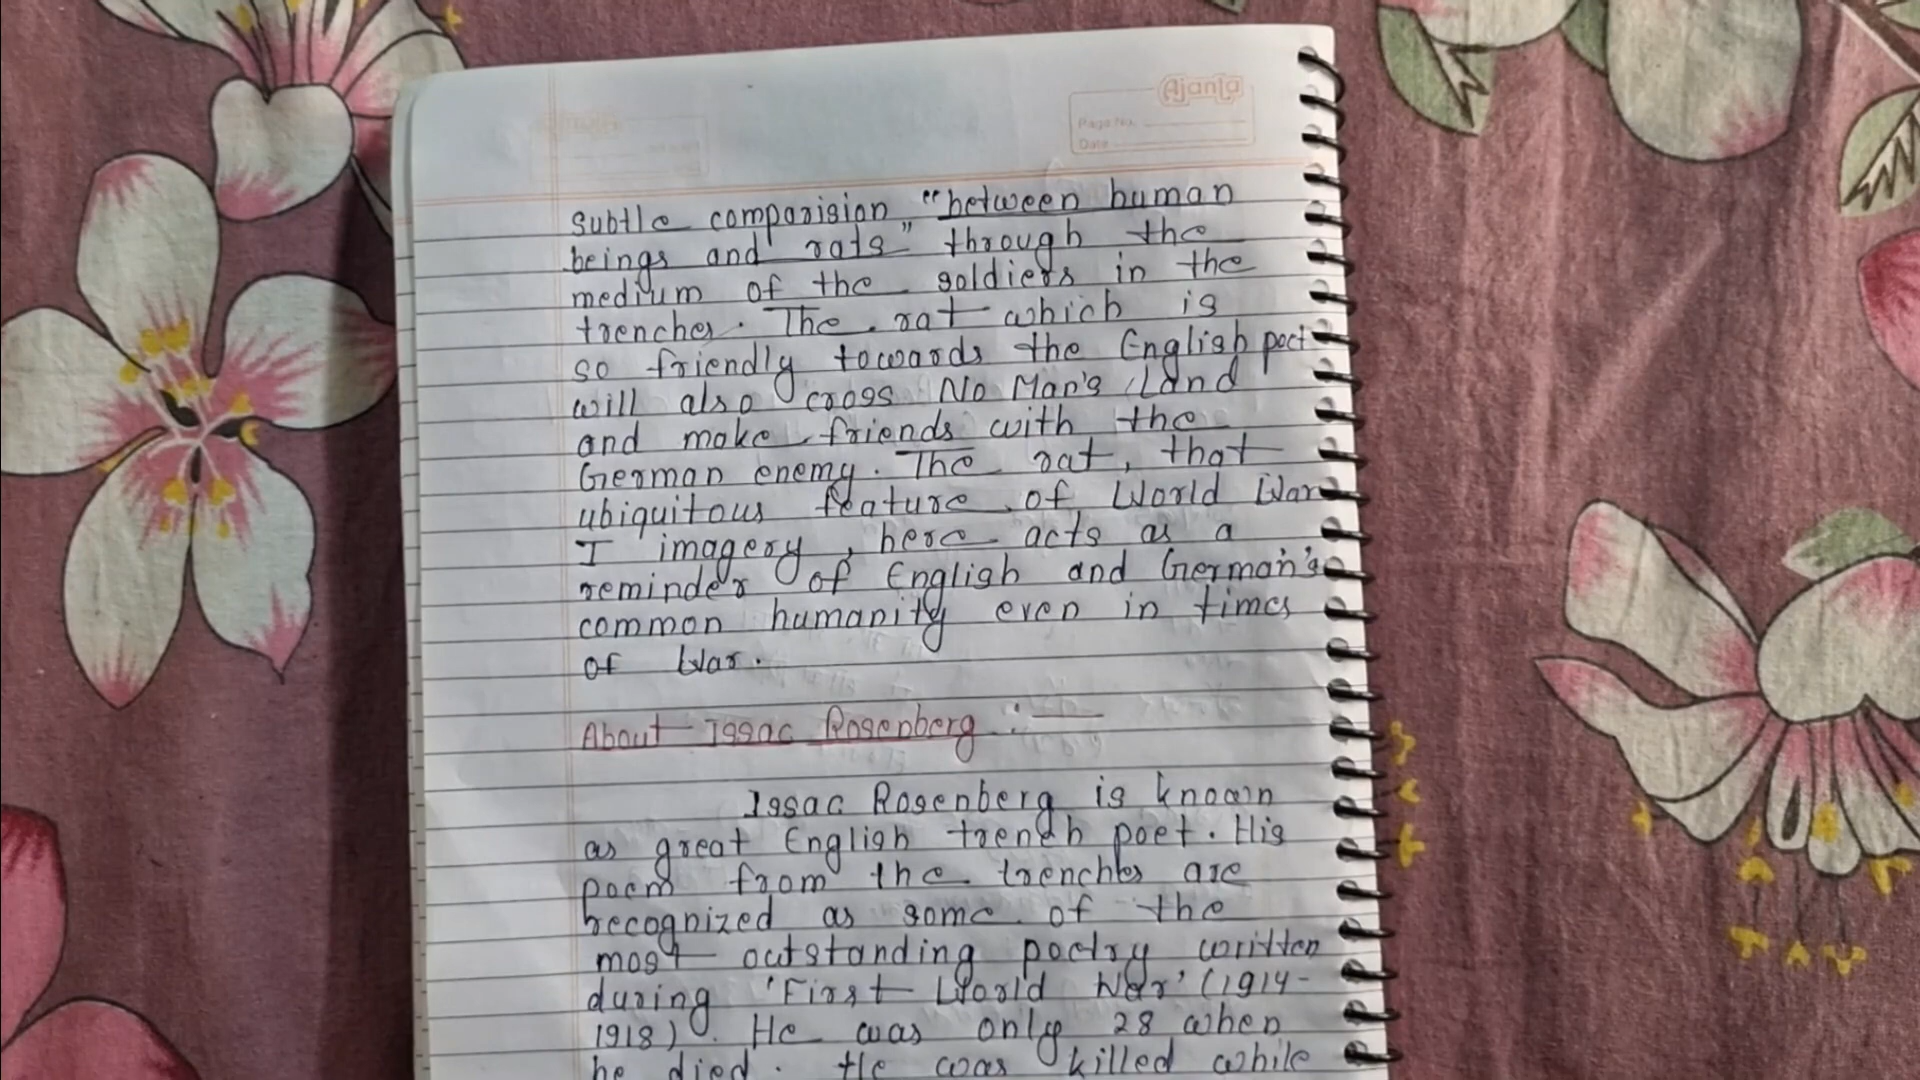 Ajanta
Page No.
Date
subtle comparision "between human
beings and rats" through the
medium of the soldiers in the
trenches. The rat which is
so friendly towards the English poet
will also cross No Man's Land
and make friends with the
German enemy. The rat, that
ubiquitous feature of World War
I imagery, here acts as a
reminder of English and German's
common humanity even in times
of War.
About Issac Rosenberg :—
Issac Rosenberg is known
as great English trench poet. His
poem from the trenches are
recognized as some of the
most outstanding poetry written
during 'First World War' (1914-
1918). He was only 28 when
he died. He was killed while